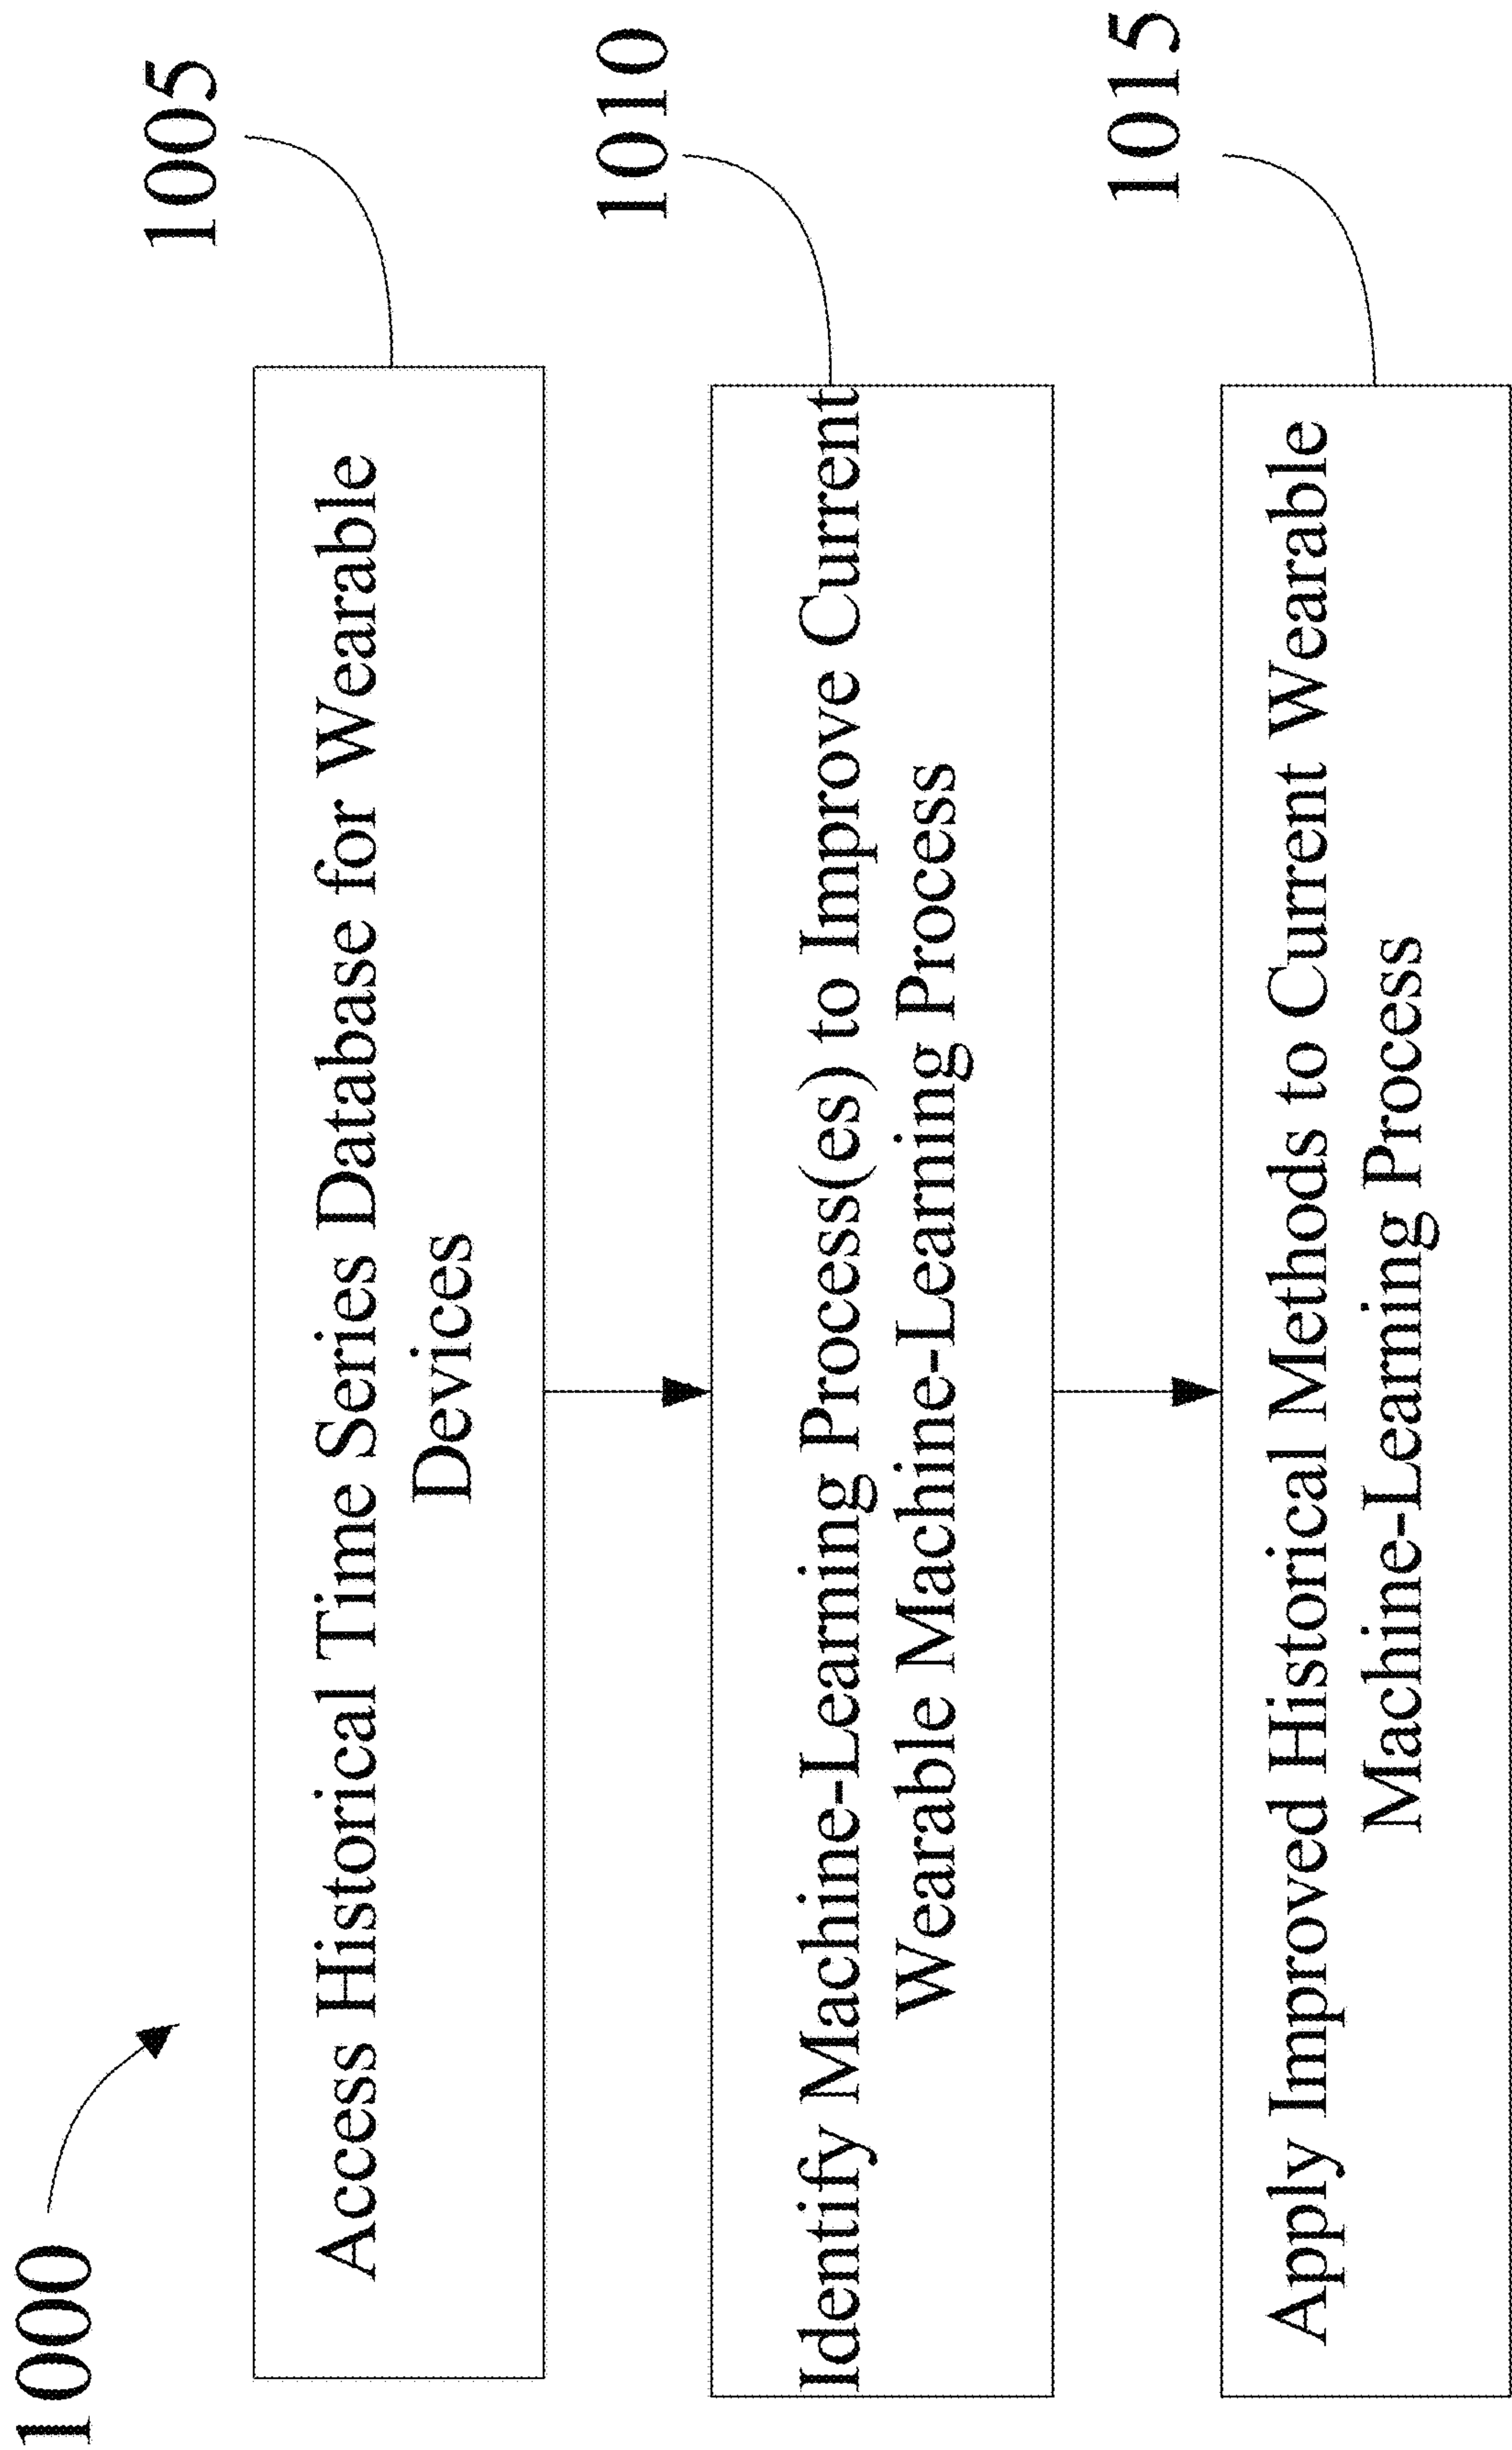 1000
1005
Access Historical Time Series Database for Wearable
Devices
1010
Identify Machine-Learning Process(es) to Improve Current
Wearable Machine-Learning Process
1015
Apply Improved Historical Methods to Current Wearable
Machine-Learning Process